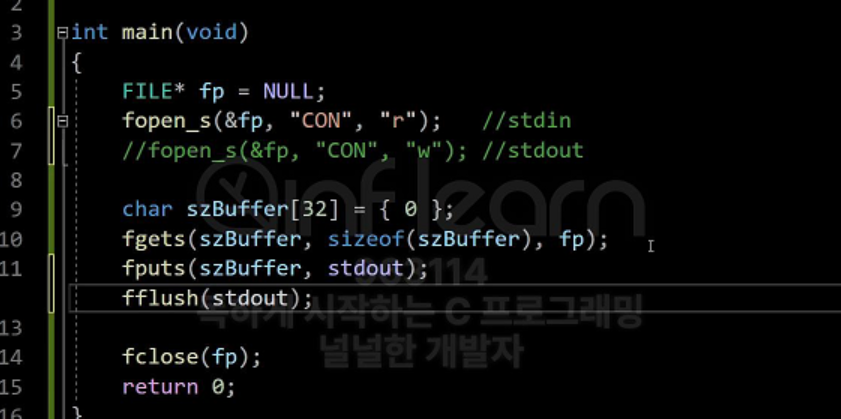 2
3 int main(void)
4 {
5 FILE* fp = NULL;
6 fopen_s(&fp, "CON", "r"); //stdin
7 //fopen_s(&fp, "CON", "w"); //stdout
8
9 char szBuffer[32] = { 0 };
10 fgets(szBuffer, sizeof(szBuffer), fp);
11 fputs(szBuffer, stdout);
fflush(stdout);
13
14 fclose(fp);
15 return 0;
16 }
inflearn
시작하는 C 프로그래밍
널널한 개발자